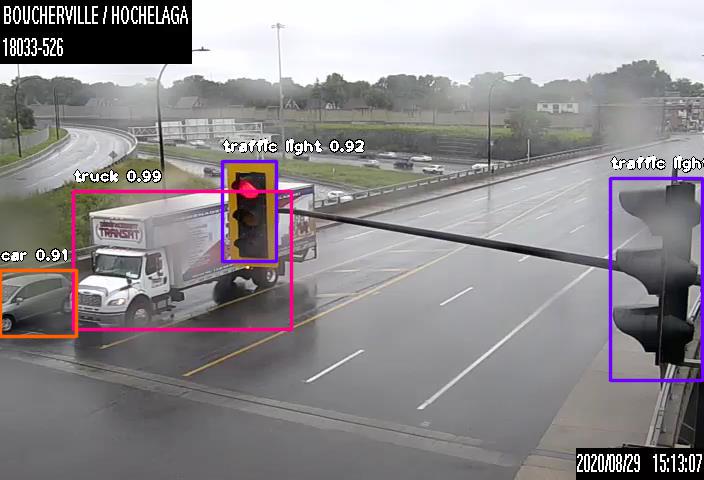 BOUCHERVILLE / HOCHELAGA
18033-526
traffic light 0.92
traffic light
truck 0.99
TRANSIT
car 0.91
2020/08/29 15:13:07